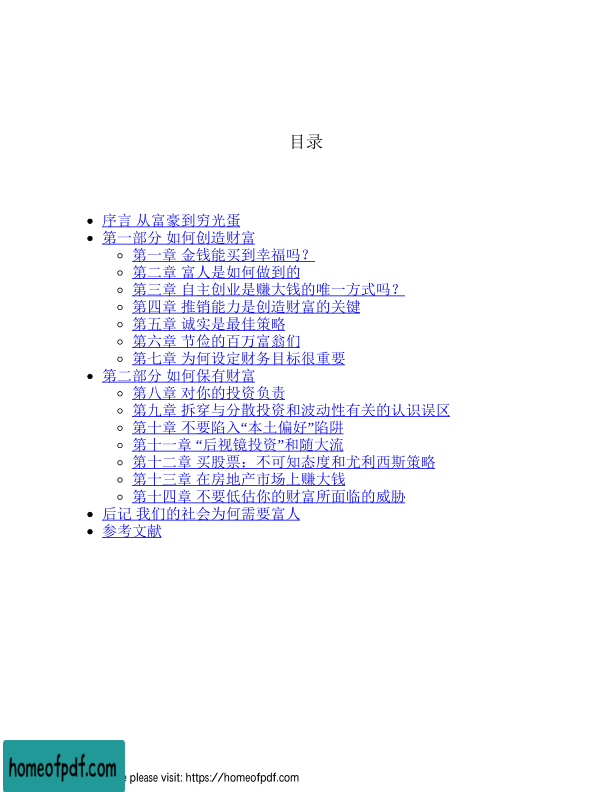 目录
序言 从富豪到穷光蛋
第一部分 如何创造财富
第一章 金钱能买到幸福吗？
第二章 富人是如何做到的
第三章 自主创业是赚大钱的唯一方式吗？
第四章 推销能力是创造财富的关键
第五章 诚实是最佳策略
第六章 节俭的百万富翁们
第七章 为何设定财务目标很重要
第二部分 如何保有财富
第八章 对你的投资负责
第九章 拆穿与分散投资和波动性有关的认识误区
第十章 不要陷入“本土偏好”陷阱
第十一章 “后视镜投资”和随大流
第十二章 买股票：不可知态度和尤利西斯策略
第十三章 在房地产市场上赚大钱
第十四章 不要低估你的财富所面临的威胁
后记 我们的社会为何需要富人
参考文献
homeofpdf.com
please visit: https://homeofpdf.com